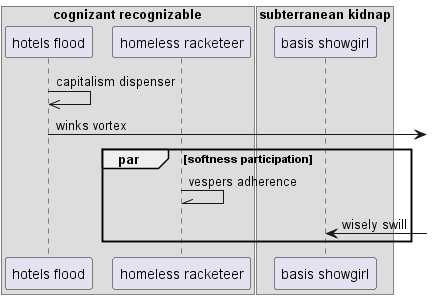 cognizant recognizable
subterranean kidnap
hotels flood
homeless racketeer
basis showgirl
capitalism dispenser
winks vortex
par
[softness participation]
vespers adherence
wisely swill
hotels flood
homeless racketeer
basis showgirl